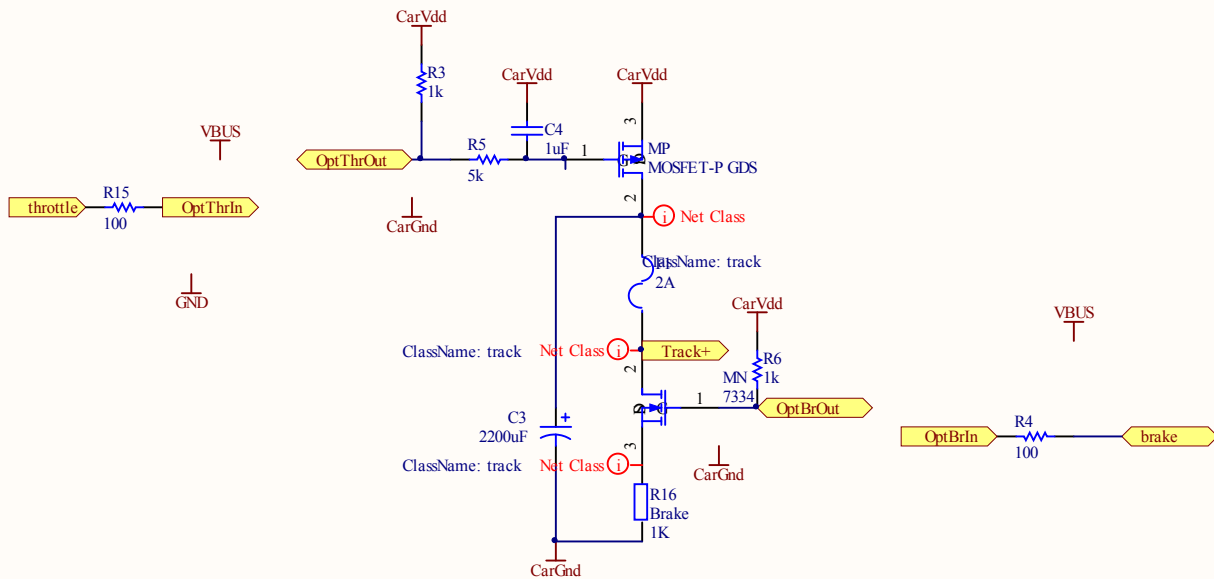 CarVdd
R3
1k
CarVdd
CarVdd
C4
1uF
VBUS
OptThrOut
R5
5k
1
3
MP
MOSFET-P GDS
2
throttle
R15
100
OptThrIn
CarGnd
i
Net Class
ClassName: track
2A
GND
CarVdd
VBUS
ClassName: track
Net Class
i
Track+
2
R6
1k
MN
7334
1
OptBrOut
C3
+
2200uF
OptBrIn
R4
100
brake
3
ClassName: track
Net Class
i
CarGnd
R16
Brake
1K
CarGnd